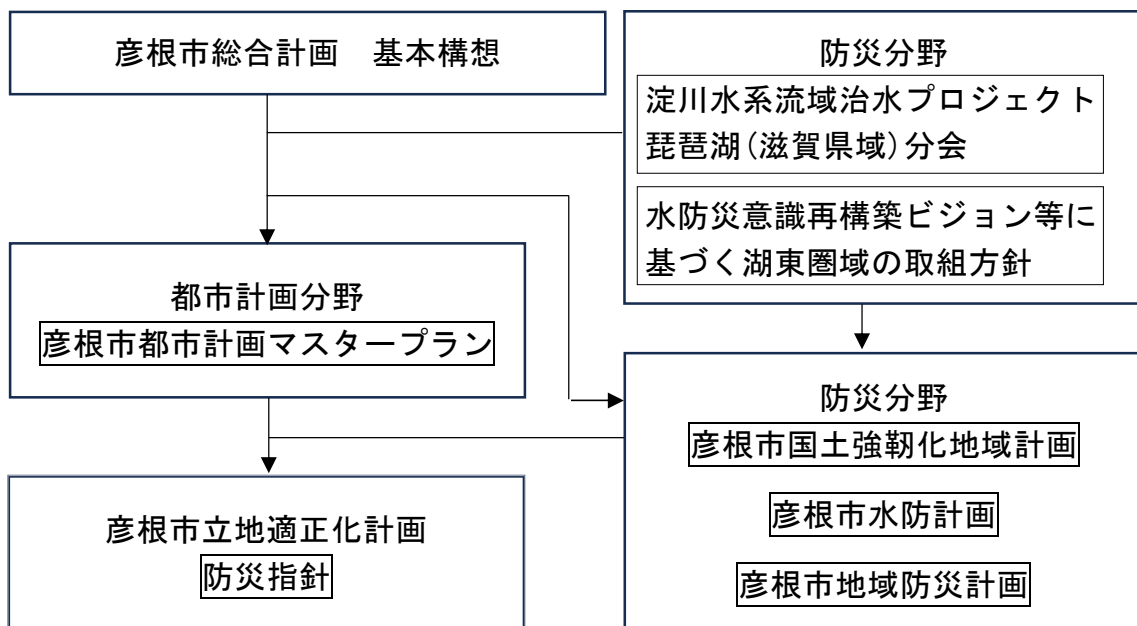 彦根市総合計画　基本構想
防災分野
淀川水系流域治水プロジェクト
琵琶湖(滋賀県域)分会
水防災意識再構築ビジョン等に
基づく湖東圏域の取組方針
都市計画分野
彦根市都市計画マスタープラン
防災分野
彦根市国土強靭化地域計画
彦根市水防計画
彦根市地域防災計画
彦根市立地適正化計画
防災指針